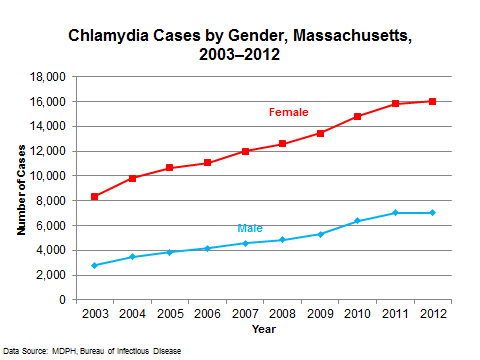 Chlamydia Cases by Gender, Massachusetts,
2003–2012
18,000
16,000
14,000
12,000
10,000
8,000
6,000
4,000
2,000
0
Number of Cases
Female
Male
2003 2004 2005 2006 2007 2008 2009 2010 2011 2012
Year
Data Source: MDPH, Bureau of Infectious Disease